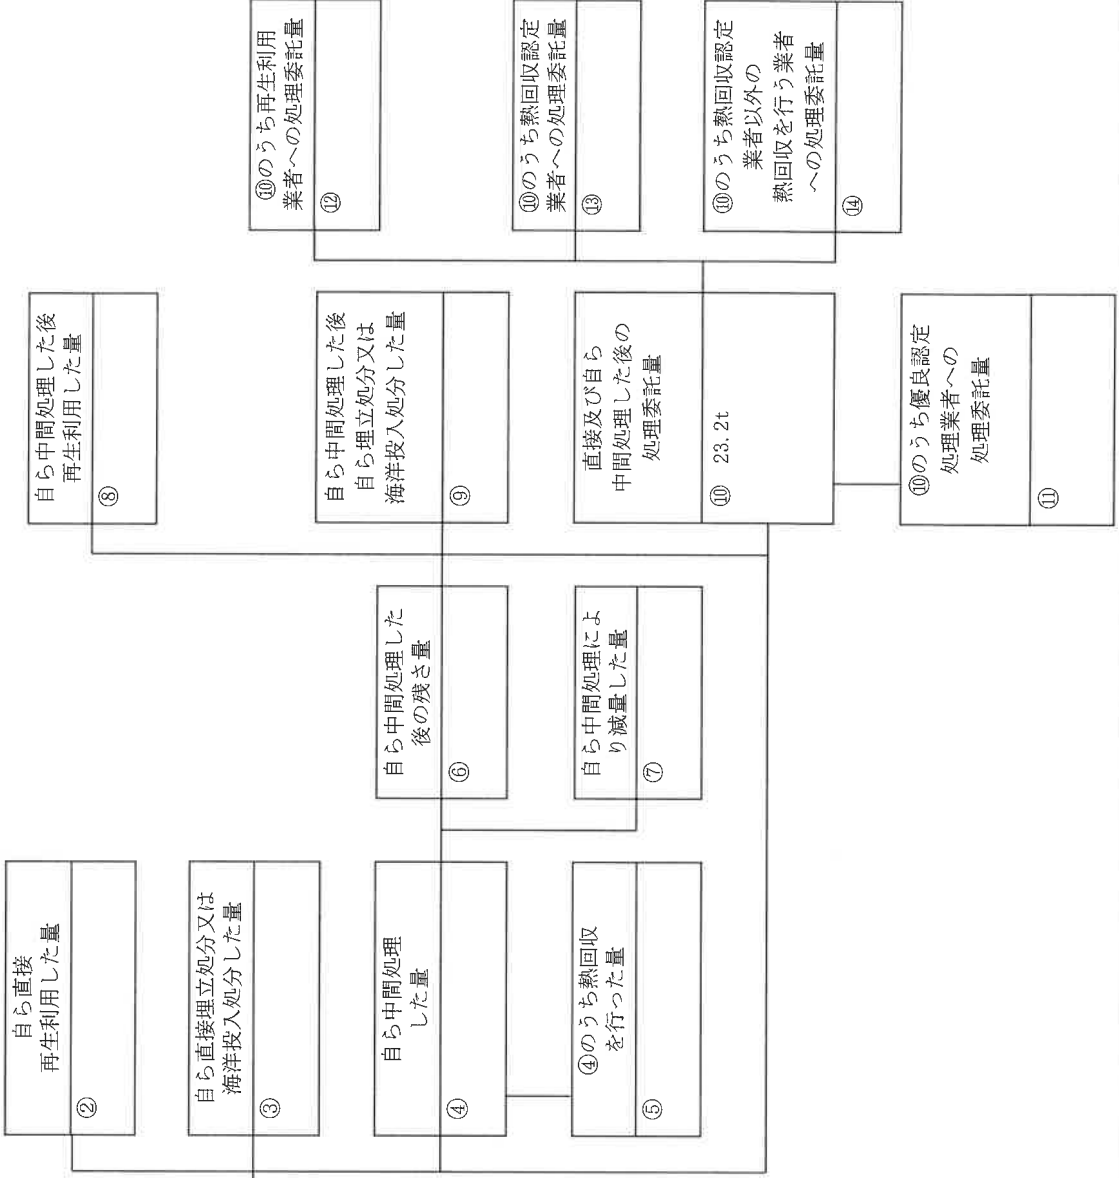 自ら直接
再生利用した量
②
自ら直接埋立処分又は
海洋投入処分した量
③
自ら中間処理
した量
④
④のうち熱回収
を行った量
⑤
自ら中間処理した
後の残さ量
⑥
自ら中間処理によ
り減量した量
⑦
自ら中間処理した後
再生利用した量
⑧
自ら中間処理した後
自ら埋立処分又は
海洋投入処分した量
⑨
直接及び自ら
中間処理した後の
処理委託量
⑩ 23.2t
⑩のうち優良認定
処理業者への
処理委託量
⑪
⑩のうち再生利用
業者への処理委託量
⑫
⑩のうち熱回収認定
業者への処理委託量
⑬
⑩のうち熱回収認定
業者以外の
熱回収を行う業者
への処理委託量
⑭